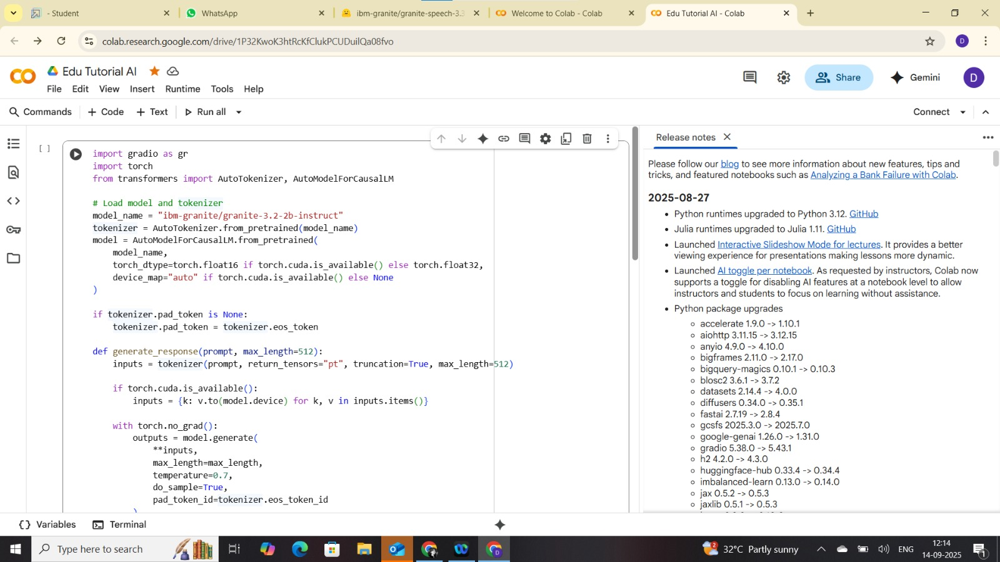 - Student
WhatsApp
ibm-granite/granite-speech-3.3
Welcome to Colab - Colab
Edu Tutorial AI - Colab
colab.research.google.com/drive/1P32KwoK3htRcKfClukPCUDuilQa08fvo
D
Edu Tutorial AI
File Edit View Insert Runtime Tools Help
Share
Gemini
D
Commands + Code + Text Run all
Connect
[ ]
import gradio as gr
import torch
from transformers import AutoTokenizer, AutoModelForCausalLM
# Load model and tokenizer
model_name = "ibm-granite/granite-3.2-2b-instruct"
tokenizer = AutoTokenizer.from_pretrained(model_name)
model = AutoModelForCausalLM.from_pretrained(
model_name,
torch_dtype=torch.float16 if torch.cuda.is_available() else torch.float32,
device_map="auto" if torch.cuda.is_available() else None
)
if tokenizer.pad_token is None:
tokenizer.pad_token = tokenizer.eos_token
def generate_response(prompt, max_length=512):
inputs = tokenizer(prompt, return_tensors="pt", truncation=True, max_length=512)
if torch.cuda.is_available():
inputs = {k: v.to(model.device) for k, v in inputs.items()}
with torch.no_grad():
outputs = model.generate(
**inputs,
max_length=max_length,
temperature=0.7,
do_sample=True,
pad_token_id=tokenizer.eos_token_id
)
Release notes
Please follow our blog to see more information about new features, tips and
tricks, and featured notebooks such as Analyzing a Bank Failure with Colab.
2025-08-27
Python runtimes upgraded to Python 3.12. GitHub
Julia runtimes upgraded to Julia 1.11. GitHub
Launched Interactive Slideshow Mode for lectures. It provides a better
viewing experience for presentations making lessons more dynamic.
Launched AI toggle per notebook. As requested by instructors, Colab now
supports a toggle for disabling AI features at a notebook level to allow
instructors and students to focus on learning without assistance.
Python package upgrades
accelerate 1.9.0 -> 1.10.1
aiohttp 3.11.15 -> 3.12.15
anyio 4.9.0 -> 4.10.0
bigframes 2.11.0 -> 2.17.0
bigquery-magics 0.10.1 -> 0.10.3
blosc2 3.6.1 -> 3.7.2
datasets 2.14.4 -> 4.0.0
diffusers 0.34.0 -> 0.35.1
fastai 2.7.19 -> 2.8.4
gcsfs 2025.3.0 -> 2025.7.0
google-genai 1.26.0 -> 1.31.0
gradio 5.38.0 -> 5.43.1
h2 4.2.0 -> 4.3.0
huggingface-hub 0.33.4 -> 0.34.4
imbalanced-learn 0.13.0 -> 0.14.0
jax 0.5.2 -> 0.5.3
jaxlib 0.5.1 -> 0.5.3
Variables Terminal
Type here to search
2
32°C Partly sunny
ENG
12:14
14-09-2025
1